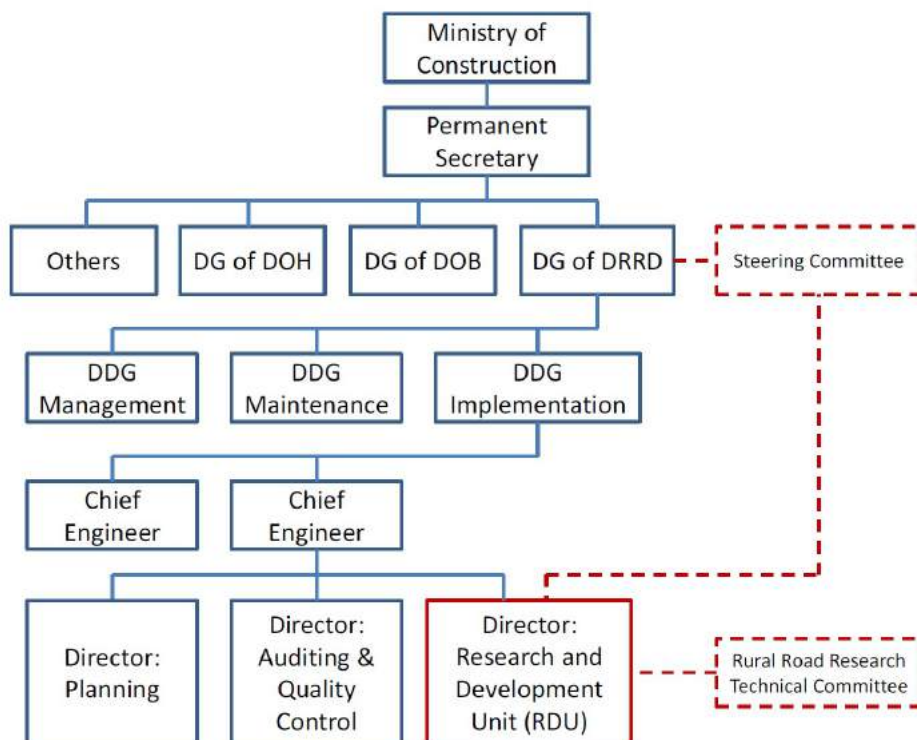 Ministry of
Construction
Permanent
Secretary
Others
DG of DOH
DG of DOB
DG of DRRD
Steering Committee
DDG
Management
DDG
Maintenance
DDG
Implementation
Chief
Engineer
Chief
Engineer
Director:
Planning
Director:
Auditing &
Quality
Control
Director:
Research and
Development
Unit (RDU)
Rural Road Research
Technical Committee